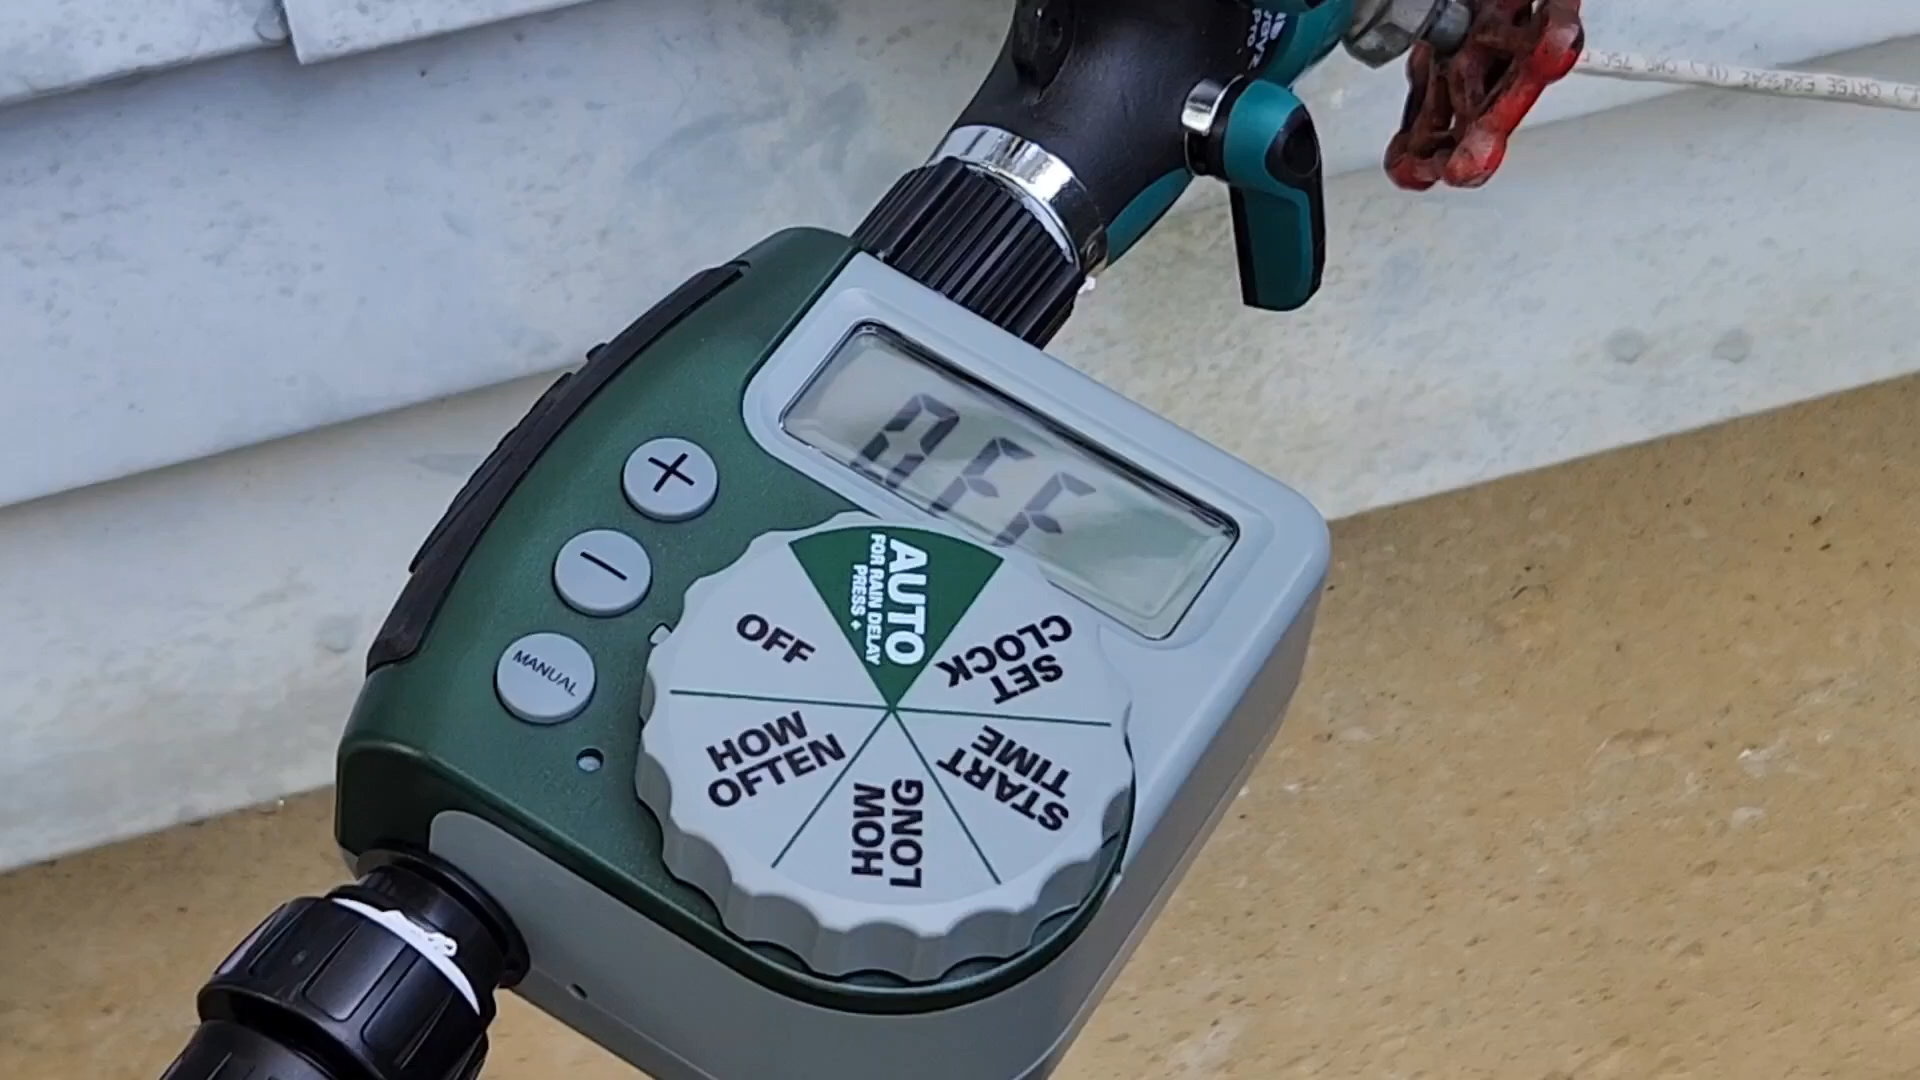 OFF
+
−
MANUAL
AUTO
FOR RAIN DELAY
PRESS +
SET
CLOCK
START
TIME
HOW
LONG
HOW
OFTEN
OFF